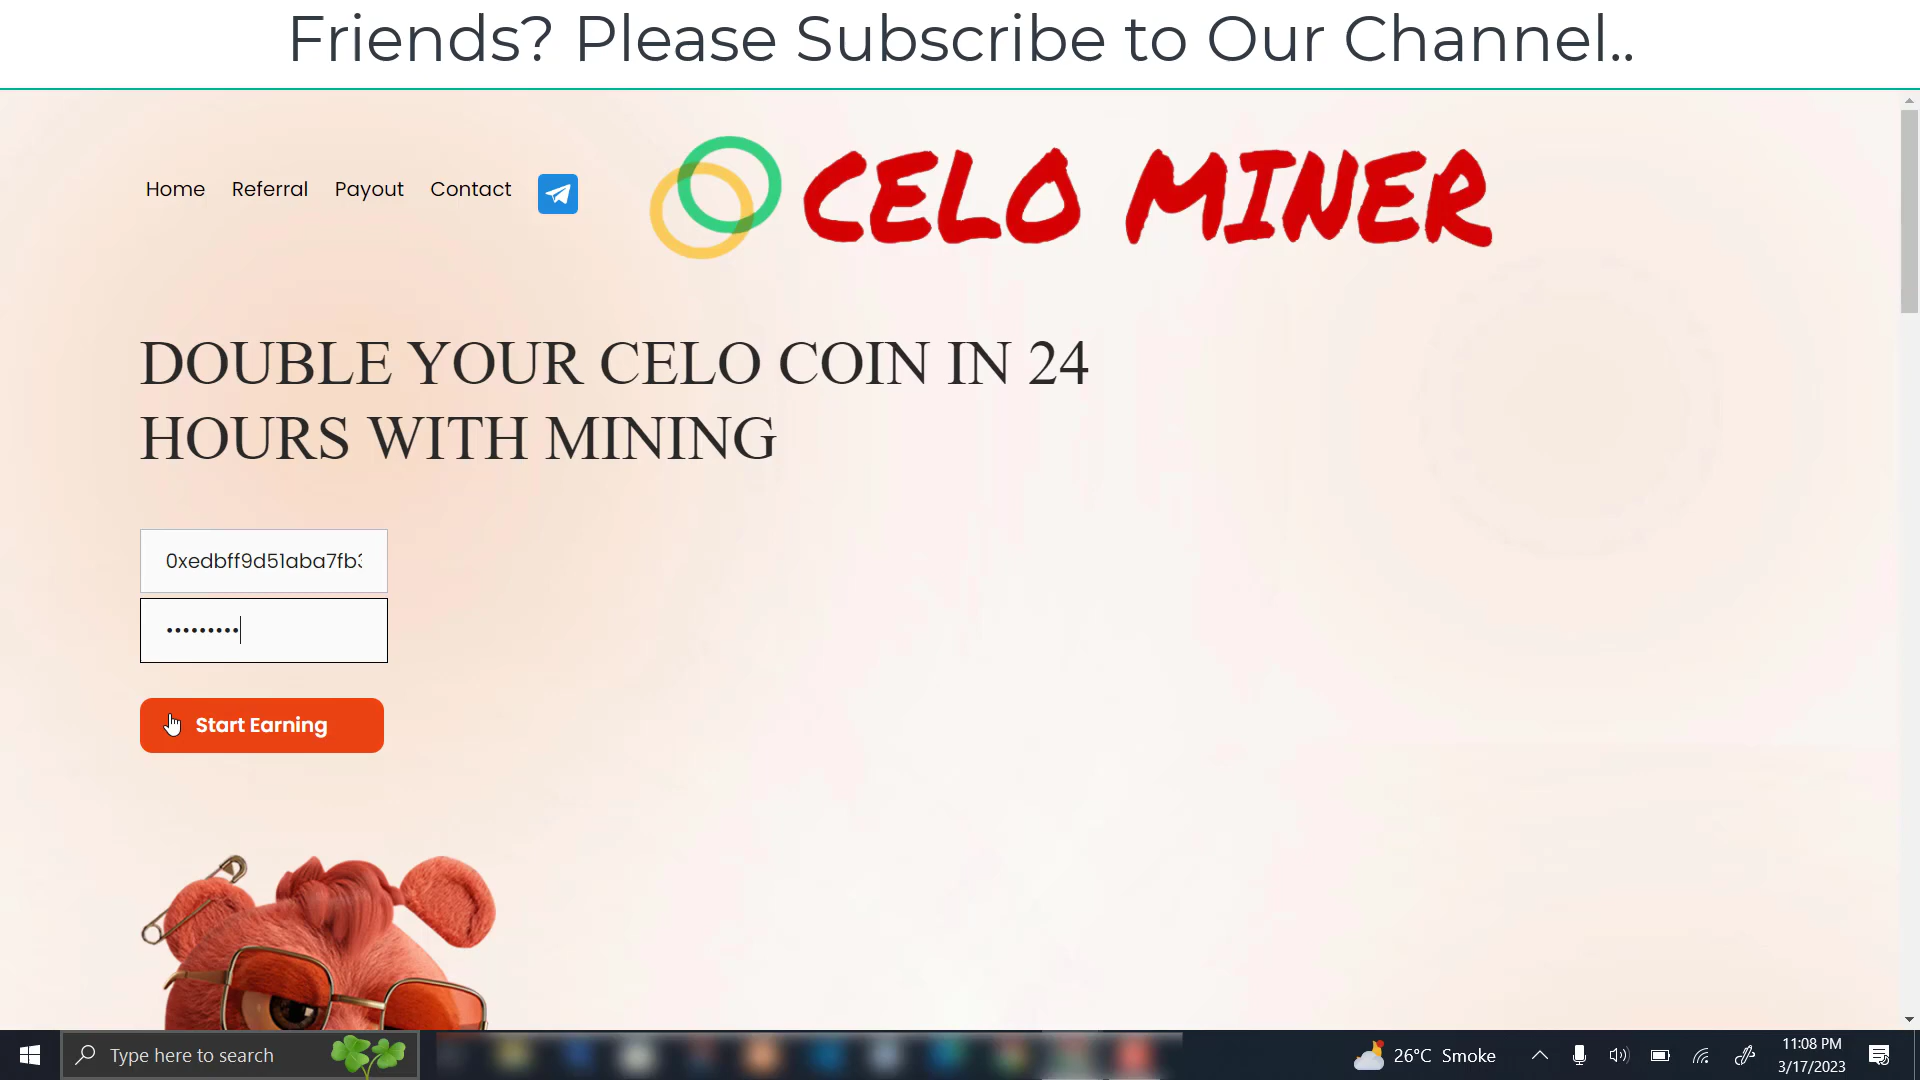 Friends? Please Subscribe to Our Channel..
Home Referral Payout Contact
CELO MINER
DOUBLE YOUR CELO COIN IN 24
HOURS WITH MINING
0xedbff9d51aba7fb
•••••••••
Start Earning
Type here to search
26°C Smoke
11:08 PM
3/17/2023